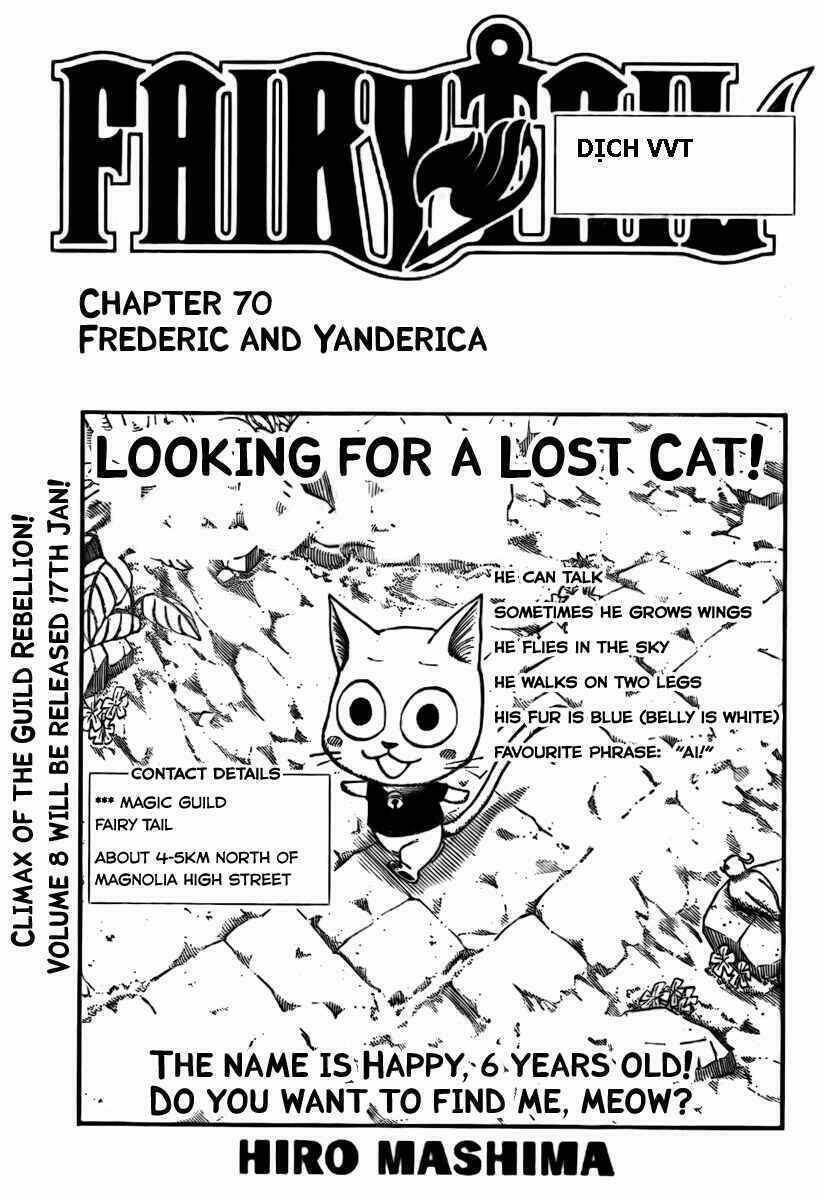 FAIRY TAIL
DỊCH VVT
CHAPTER 70
FREDERIC AND YANDERICA
CLIMAX OF THE GUILD REBELLION!
VOLUME 8 WILL BE RELEASED 17TH JAN!
LOOKING FOR A LOST CAT!
HE CAN TALK
SOMETIMES HE GROWS WINGS
HE FLIES IN THE SKY
HE WALKS ON TWO LEGS
HIS FUR IS BLUE (BELLY IS WHITE)
FAVOURITE PHRASE: "AI!"
CONTACT DETAILS
*** MAGIC GUILD
FAIRY TAIL
ABOUT 4-5KM NORTH OF
MAGNOLIA HIGH STREET
THE NAME IS HAPPY, 6 YEARS OLD!
DO YOU WANT TO FIND ME, MEOW?
HIRO MASHIMA